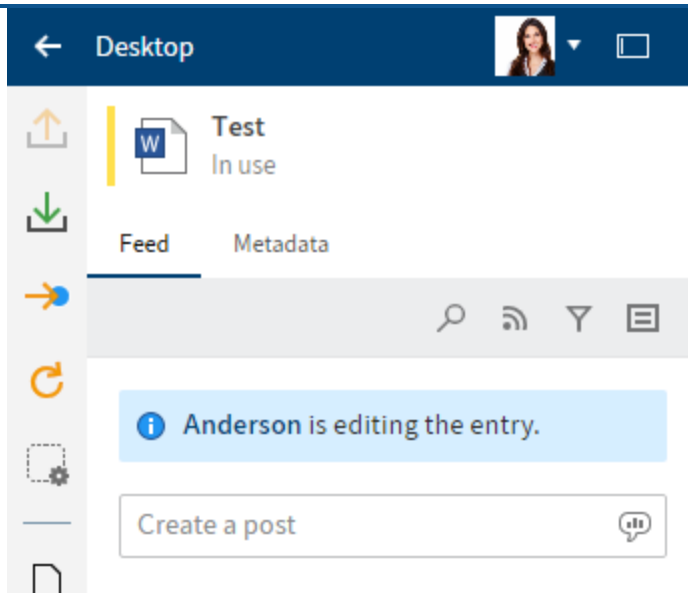 Desktop
W
Test
In use
Feed Metadata
Anderson is editing the entry.
Create a post